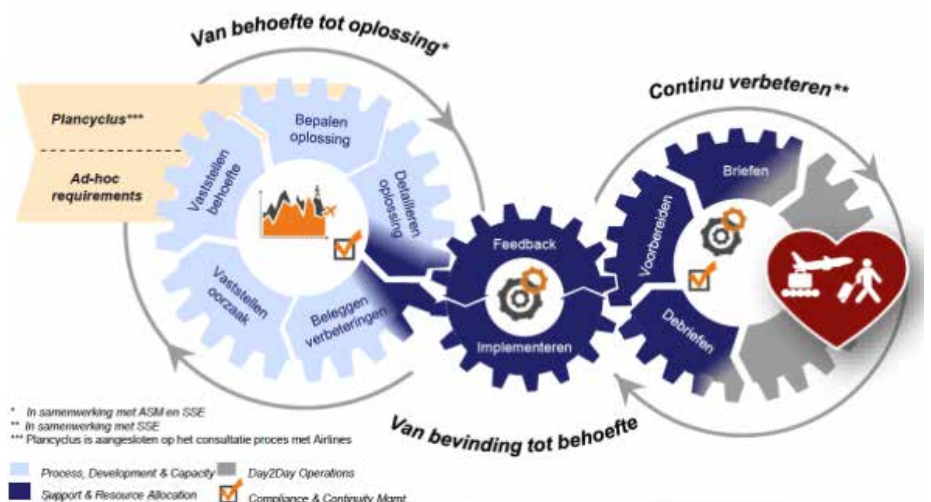 Van behoefte tot oplossing*
Continu verbeteren**
Plancyclus***
Ad-hoc
requirements
Vaststellen
behoefte
Bepalen
oplossing
Detailleren
oplossing
Vaststellen
oorzaak
Beleggen
verbeteringen
Feedback
Implementeren
Voorbereiden
Briefen
Debriefen
Van bevinding tot behoefte
* In samenwerking met ASM en SSE
** In samenwerking met SSE
*** Plancyclus is aangesloten op het consultatie proces met Airlines
Process, Development & Capacity
Day2Day Operations
Support & Resource Allocation
Compliance & Continuity Mgmt.